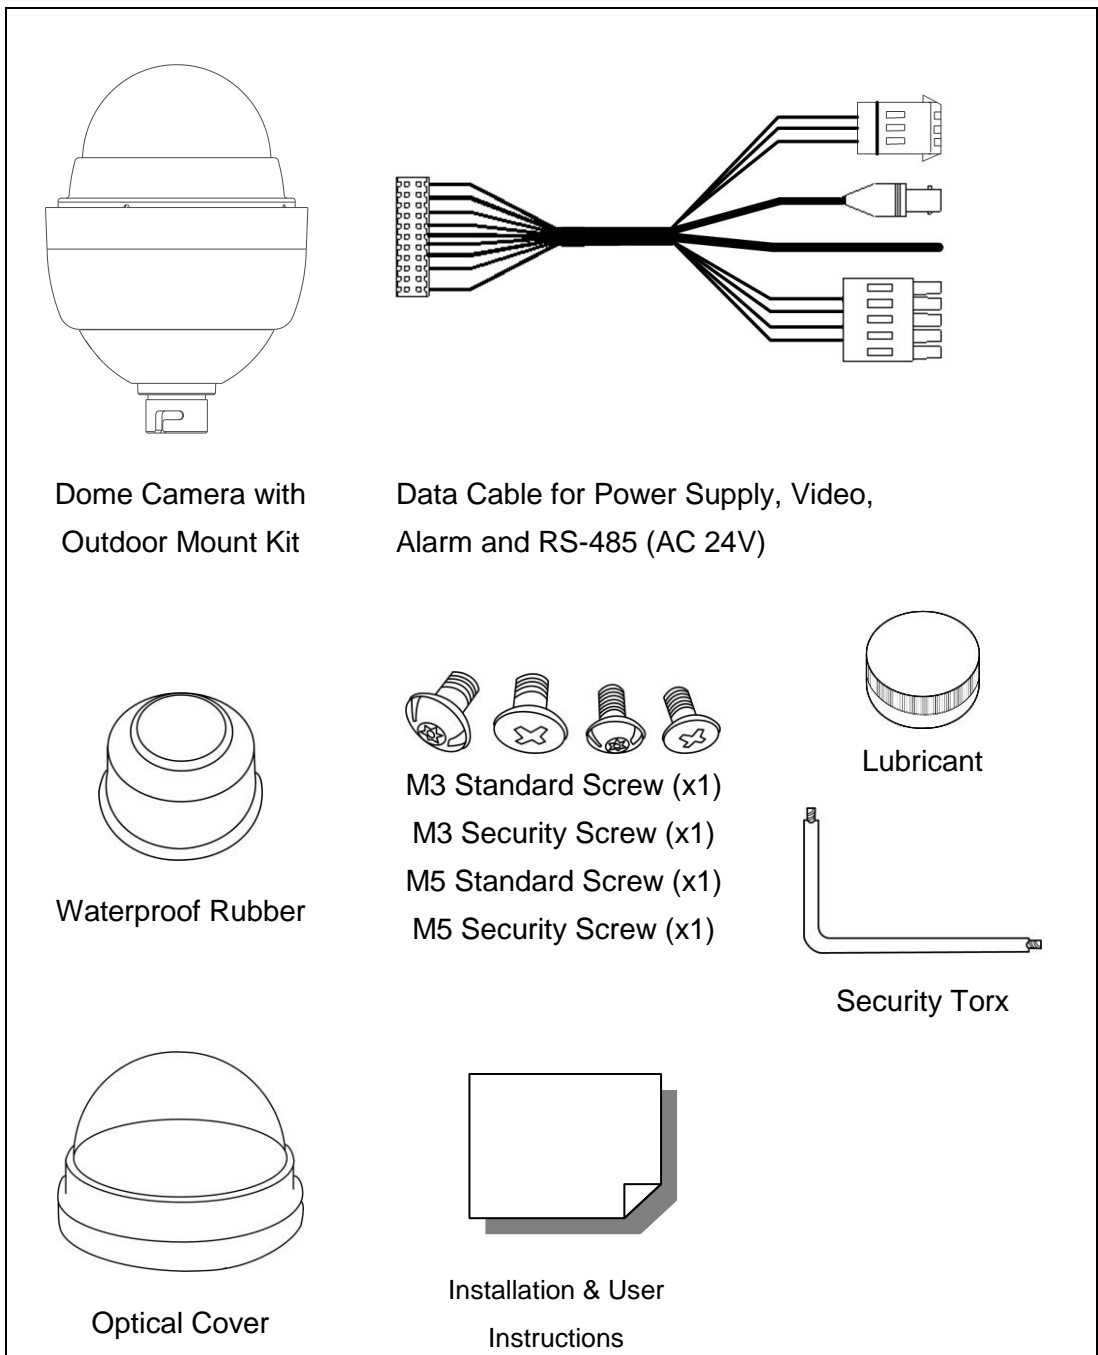 Dome Camera with
Outdoor Mount Kit
Data Cable for Power Supply, Video,
Alarm and RS-485 (AC 24V)
Waterproof Rubber
M3 Standard Screw (x1)
M3 Security Screw (x1)
M5 Standard Screw (x1)
M5 Security Screw (x1)
Lubricant
Security Torx
Optical Cover
Installation & User
Instructions